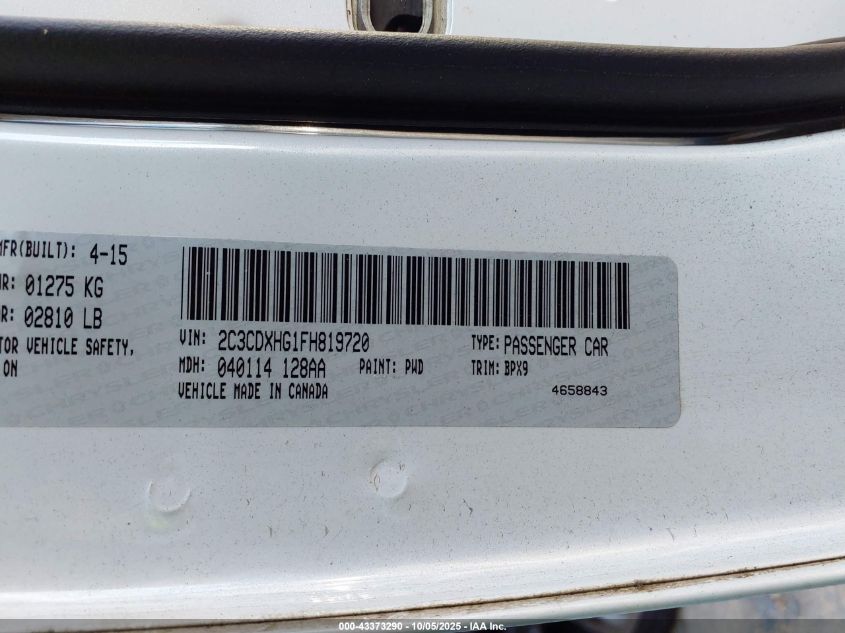 MFR(BUILT): 4-15
R: 01275 KG
R: 02810 LB
TOR VEHICLE SAFETY,
ON
VIN: 2C3CDXHG1FH819720
TYPE: PASSENGER CAR
MDH: 040114 128AA
PAINT: PWD
TRIM: BPX9
VEHICLE MADE IN CANADA
4658843
000-43373290 - 10/05/2025 - IAA Inc.